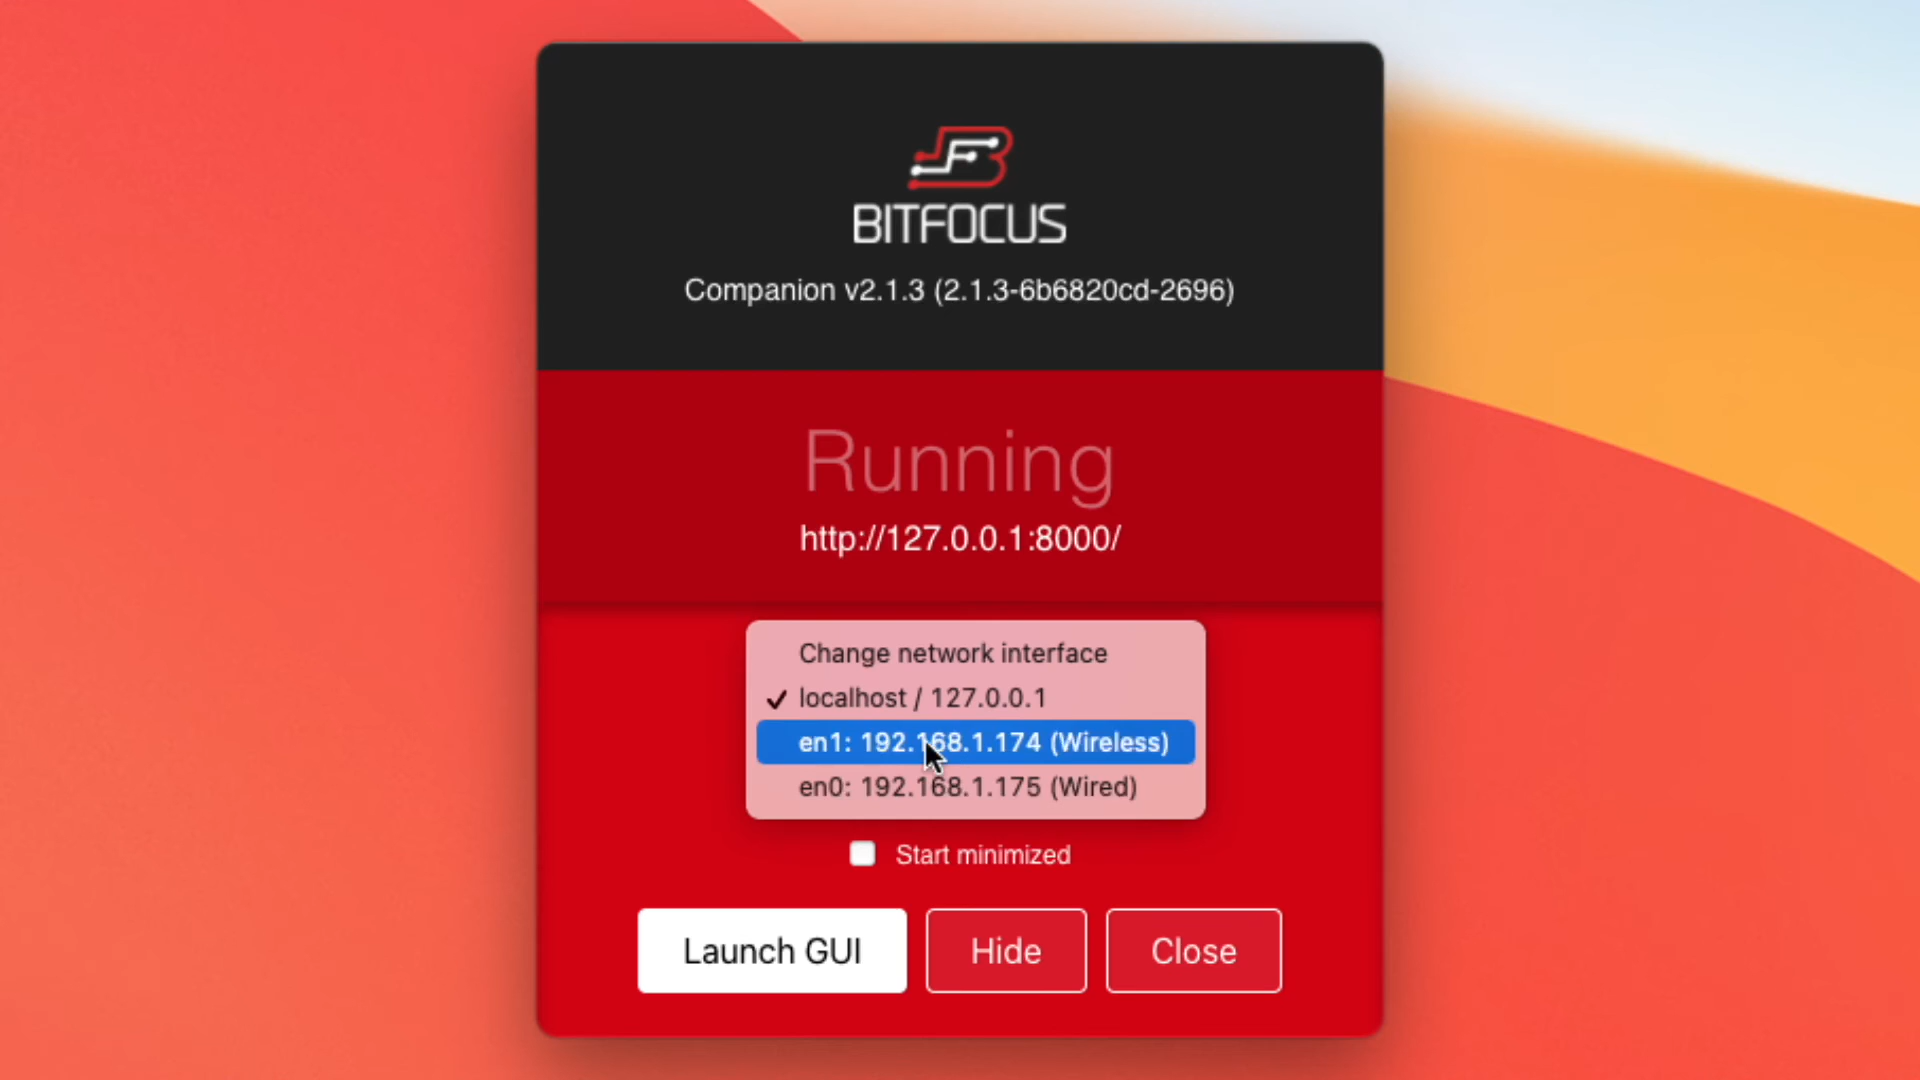 BITFOCUS
Companion v2.1.3 (2.1.3-6b6820cd-2696)
Running
http://127.0.0.1:8000/
Change network interface
✓ localhost / 127.0.0.1
en1: 192.168.1.174 (Wireless)
en0: 192.168.1.175 (Wired)
Start minimized
Launch GUI
Hide
Close